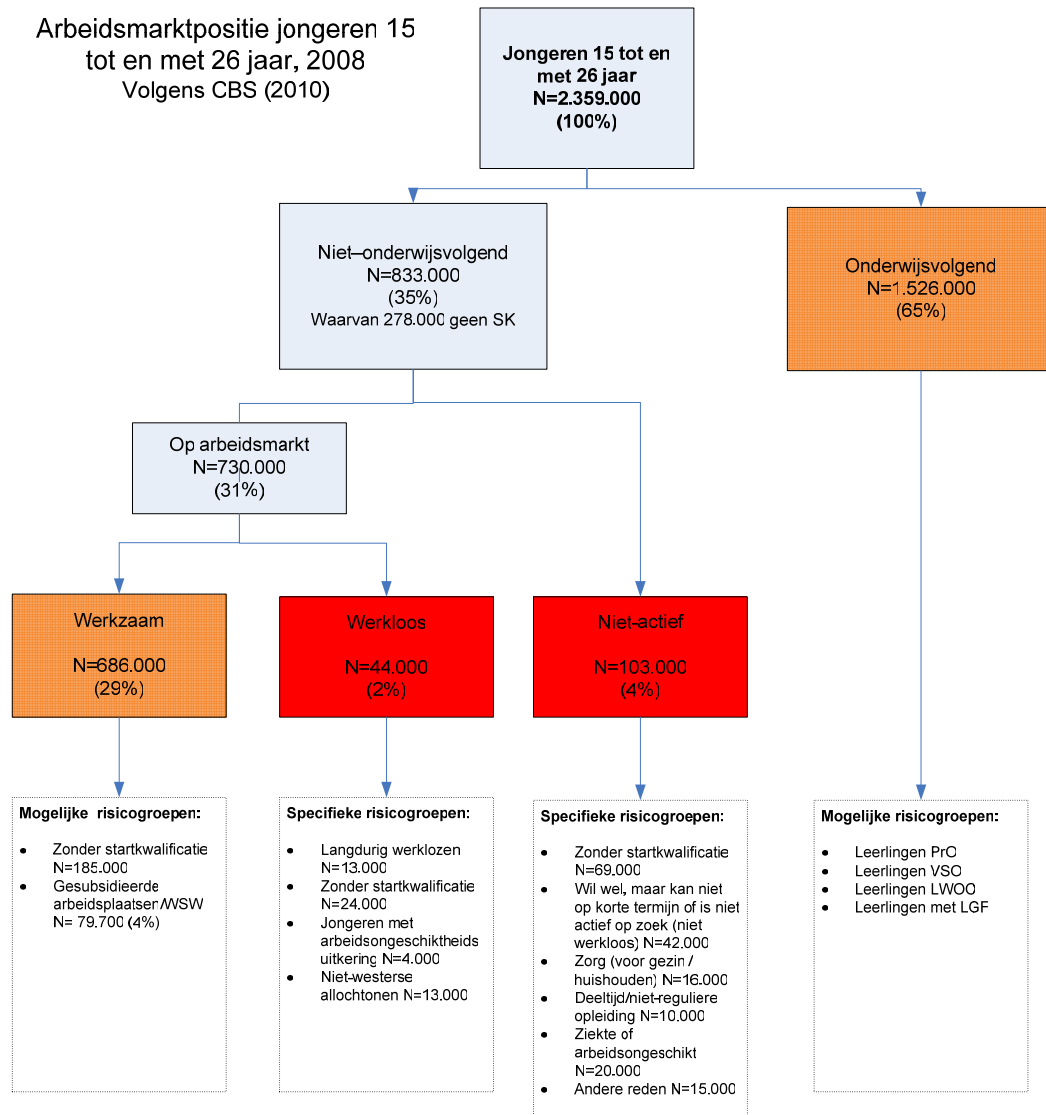 Arbeidsmarktpositie jongeren 15
tot en met 26 jaar, 2008
Volgens CBS (2010)
Jongeren 15 tot en
met 26 jaar
N=2.359.000
(100%)
Niet–onderwijsvolgend
N=833.000
(35%)
Waarvan 278.000 geen SK
Onderwijsvolgend
N=1.526.000
(65%)
Op arbeidsmarkt
N=730.000
(31%)
Werkzaam
N=686.000
(29%)
Werkloos
N=44.000
(2%)
Niet-actief
N=103.000
(4%)
Mogelijke risicogroepen:
• Zonder startkwalificatie
N=185.000
• Gesubsidieerde
arbeidsplaatsen/WSW
N= 79.700 (4%)
Specifieke risicogroepen:
• Langdurig werklozen
N=13.000
• Zonder startkwalificatie
N=24.000
• Jongeren met
arbeidsongeschiktheids
uitkering N=4.000
• Niet-westerse
allochtonen N=13.000
Specifieke risicogroepen:
• Zonder startkwalificatie
N=69.000
• Wil wel, maar kan niet
op korte termijn of is niet
actief op zoek (niet
werkloos) N=42.000
• Zorg (voor gezin /
huishouden) N=16.000
• Deeltijd/niet-reguliere
opleiding N=10.000
• Ziekte of
arbeidsongeschikt
N=20.000
• Andere reden N=15.000
Mogelijke risicogroepen:
• Leerlingen PrO
• Leerlingen VSO
• Leerlingen LWOO
• Leerlingen met LGF